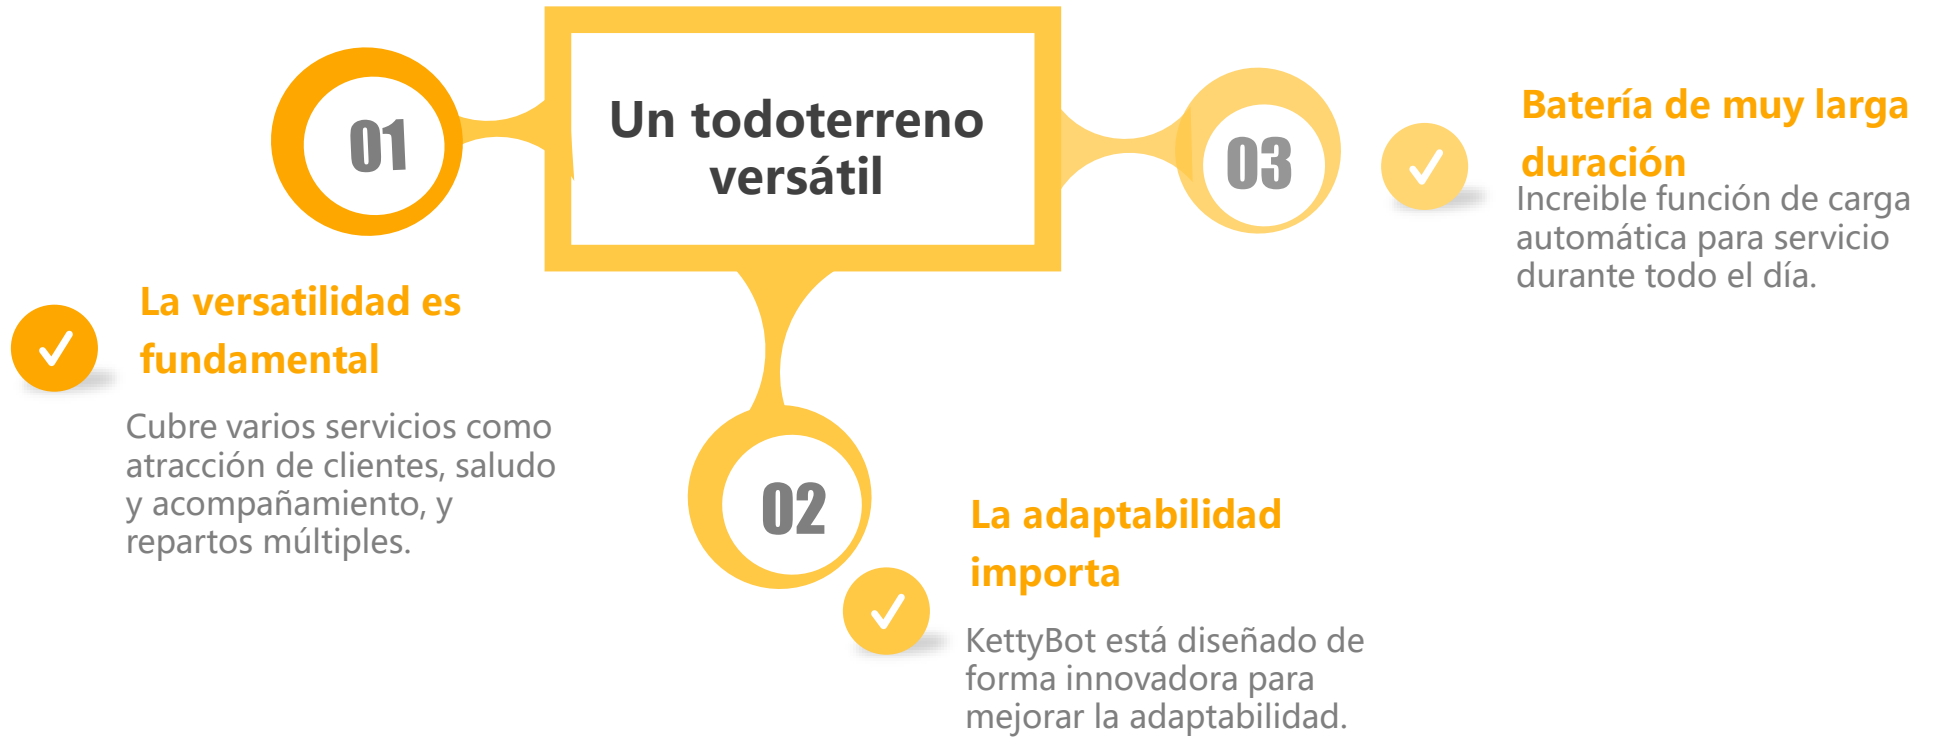 Un todoterreno
versátil
01
La versatilidad es
fundamental
Cubre varios servicios como
atracción de clientes, saludo
y acompañamiento, y
repartos múltiples.
02
La adaptabilidad
importa
KettyBot está diseñado de
forma innovadora para
mejorar la adaptabilidad.
03
Batería de muy larga
duración
Increible función de carga
automática para servicio
durante todo el día.